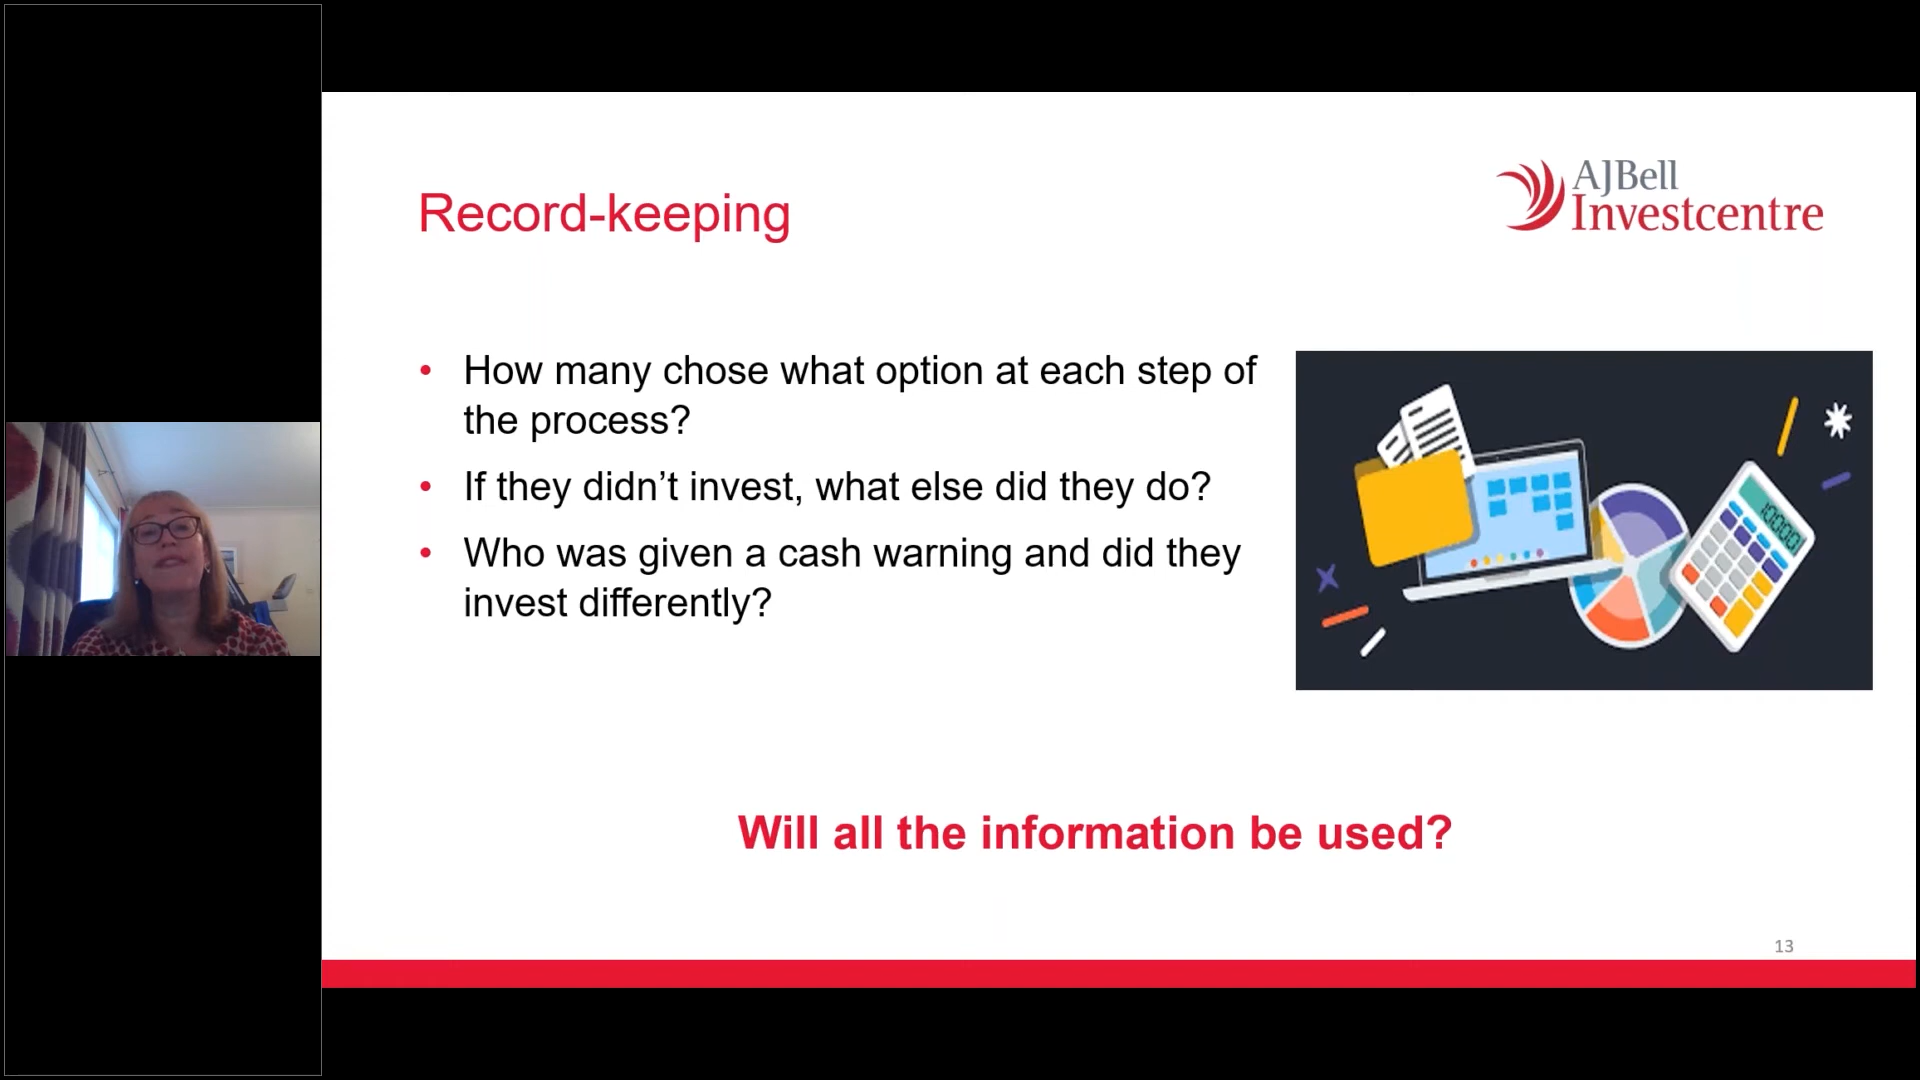 AJBell
Investcentre
Record-keeping
• How many chose what option at each step of
the process?
• If they didn’t invest, what else did they do?
• Who was given a cash warning and did they
invest differently?
Will all the information be used?
13